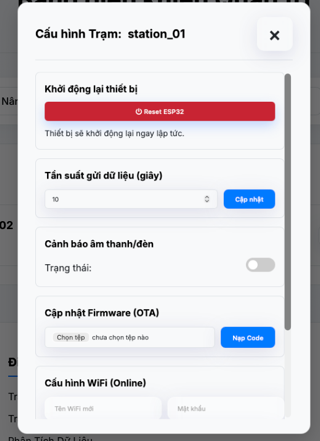 Cấu hình Trạm: station_01
×
Khởi động lại thiết bị
Reset ESP32
Thiết bị sẽ khởi động lại ngay lập tức.
Tần suất gửi dữ liệu (giây)
10
Cập nhật
Cảnh báo âm thanh/đèn
Trạng thái:
Cập nhật Firmware (OTA)
Chọn tệp chưa chọn tệp nào
Nạp Code
Cấu hình WiFi (Online)
Tên WiFi mới
Mật khẩu
02